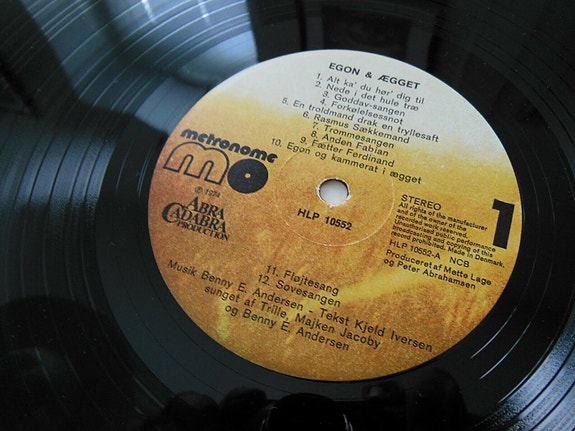 EGON & ÆGGET
1. Alt ka' du hør' dig til
2. Nede i det hule træ
3. Goddav-sangen
4. Forkølelsessnot
5. En troldmand drak en tryllesaft
6. Rasmus Sækkemand
7. Trommesangen
8. Anden Fabian
9. Fætter Ferdinand
10. Egon og kammerat i ægget
metronome
mo
℗ 1974
ABRA
CADABRA
PRODUCTION
HLP 10552
STEREO
All rights of the manufacturer
and of the owner of the
recorded work reserved.
Unauthorised public performance
broadcasting and copying of this
record prohibited. Made in Denmark.
HLP 10552-A NCB
Produceret af Mette Lage
og Peter Abrahamsen
1
11. Fløjtesang
12. Sovesangen
Musik Benny E. Andersen - Tekst Kjeld Iversen
sunget af Trille, Majken Jacoby
og Benny E. Andersen